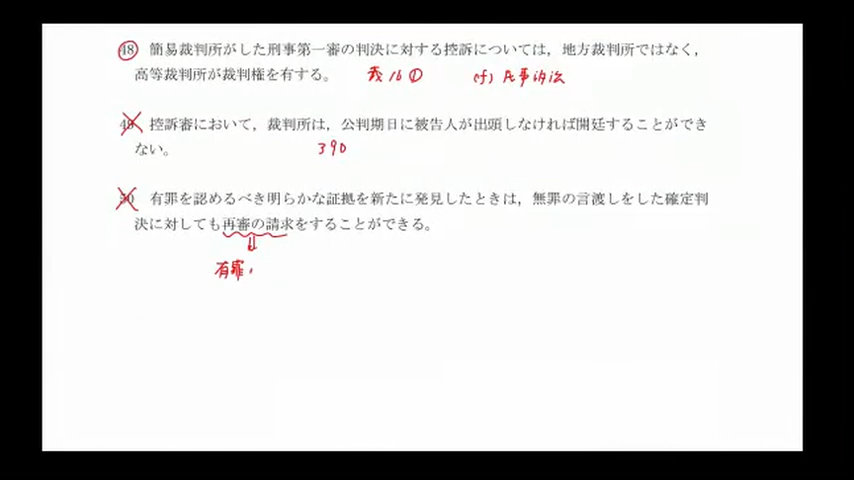 48 簡易裁判所がした刑事第一審の判決に対する控訴については，地方裁判所ではなく，
高等裁判所が裁判権を有する。 裁16① cf) 民事訴訟
49 控訴審において，裁判所は，公判期日に被告人が出頭しなければ開廷することができ
ない。 390
50 有罪を認めるべき明らかな証拠を新たに発見したときは，無罪の言渡しをした確定判
決に対しても再審の請求をすることができる。
有罪